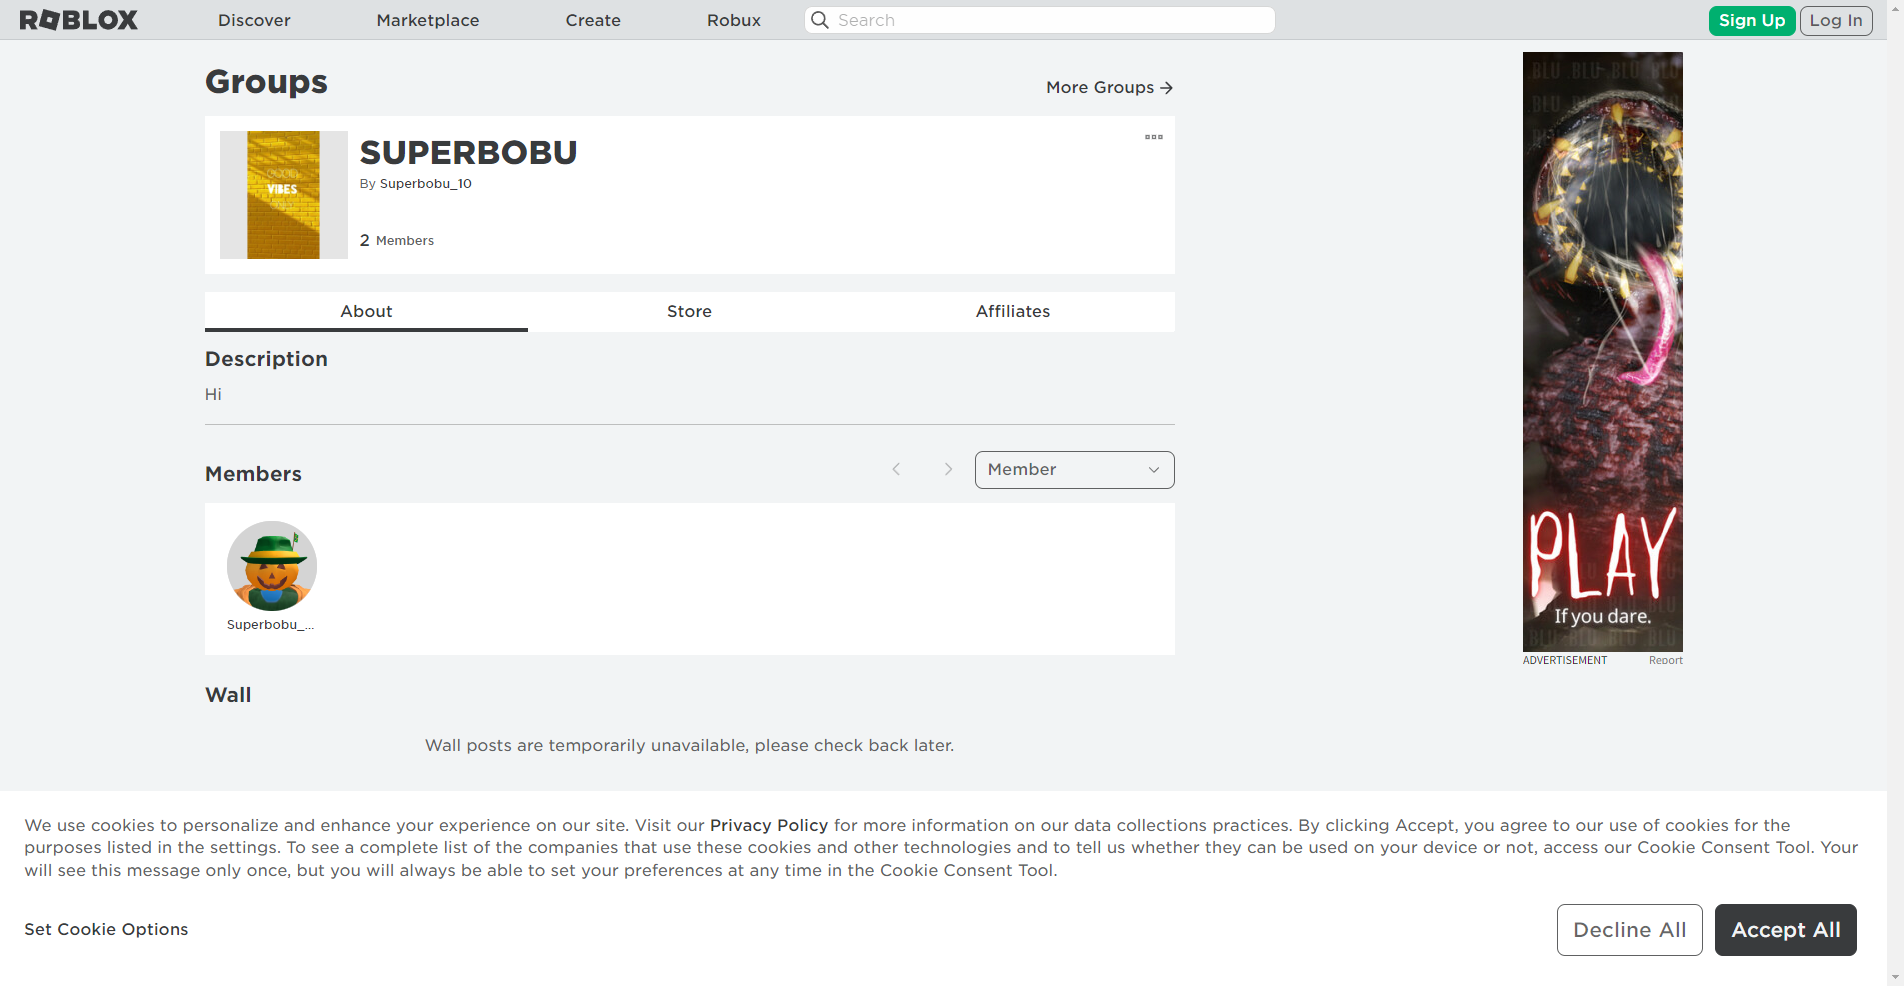 ROBLOX
Discover
Marketplace
Create
Robux
Search
Sign Up
Log In
Groups
More Groups
SUPERBOBU
By Superbobu_10
VIBES
2 Members
About
Store
Affiliates
Description
Hi
Members
Member
Superbobu_...
Wall
Wall posts are temporarily unavailable, please check back later.
PLAY
If you dare.
ADVERTISEMENT
Report
We use cookies to personalize and enhance your experience on our site. Visit our Privacy Policy for more information on our data collections practices. By clicking Accept, you agree to our use of cookies for the
purposes listed in the settings. To see a complete list of the companies that use these cookies and other technologies and to tell us whether they can be used on your device or not, access our Cookie Consent Tool. Your
will see this message only once, but you will always be able to set your preferences at any time in the Cookie Consent Tool.
Set Cookie Options
Decline All
Accept All